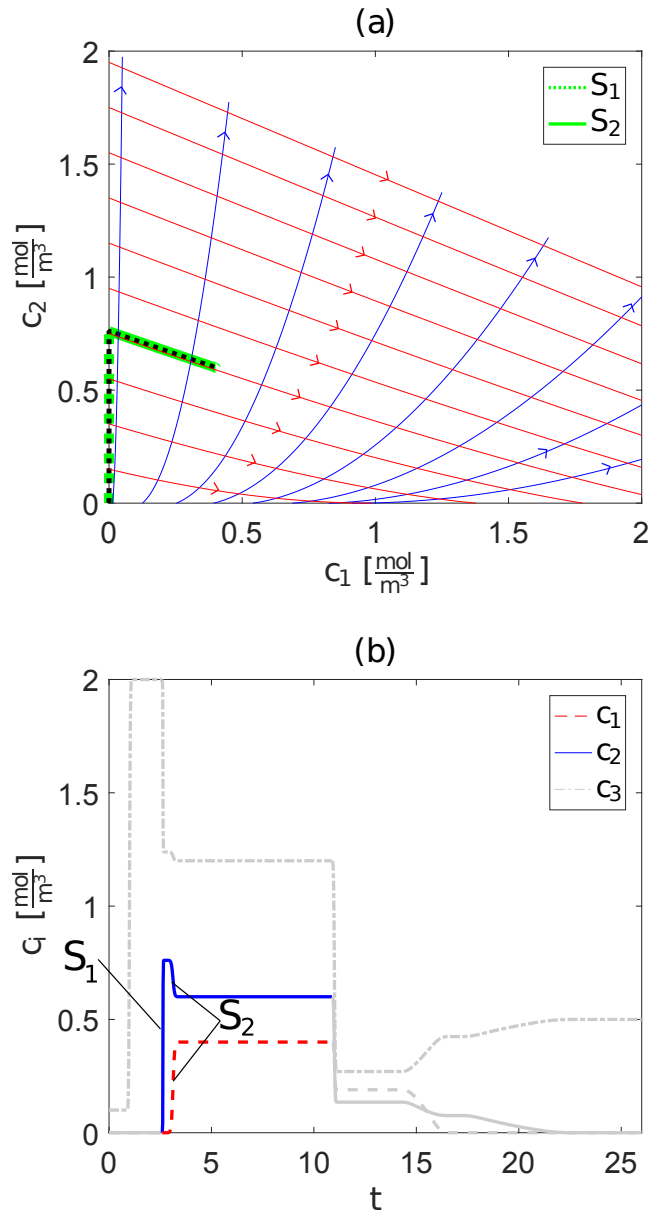 (a)
2
1.5
1
0.5
0
c₂ [mol/m³]
S₁
S₂
0 0.5 1 1.5 2
c₁ [mol/m³]
(b)
2
1.5
1
0.5
0
cᵢ [mol/m³]
c₁
c₂
c₃
S₁
S₂
0 5 10 15 20 25
t